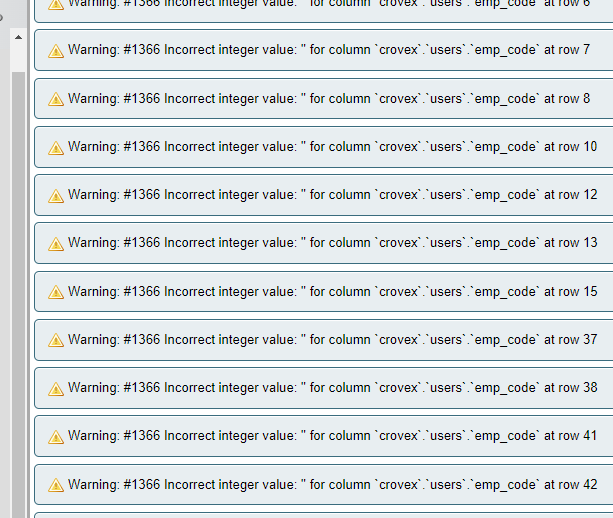 Warning: #1366 Incorrect integer value: '' for column `crovex`.`users`.`emp_code` at row 6
Warning: #1366 Incorrect integer value: '' for column `crovex`.`users`.`emp_code` at row 7
Warning: #1366 Incorrect integer value: '' for column `crovex`.`users`.`emp_code` at row 8
Warning: #1366 Incorrect integer value: '' for column `crovex`.`users`.`emp_code` at row 10
Warning: #1366 Incorrect integer value: '' for column `crovex`.`users`.`emp_code` at row 12
Warning: #1366 Incorrect integer value: '' for column `crovex`.`users`.`emp_code` at row 13
Warning: #1366 Incorrect integer value: '' for column `crovex`.`users`.`emp_code` at row 15
Warning: #1366 Incorrect integer value: '' for column `crovex`.`users`.`emp_code` at row 37
Warning: #1366 Incorrect integer value: '' for column `crovex`.`users`.`emp_code` at row 38
Warning: #1366 Incorrect integer value: '' for column `crovex`.`users`.`emp_code` at row 41
Warning: #1366 Incorrect integer value: '' for column `crovex`.`users`.`emp_code` at row 42